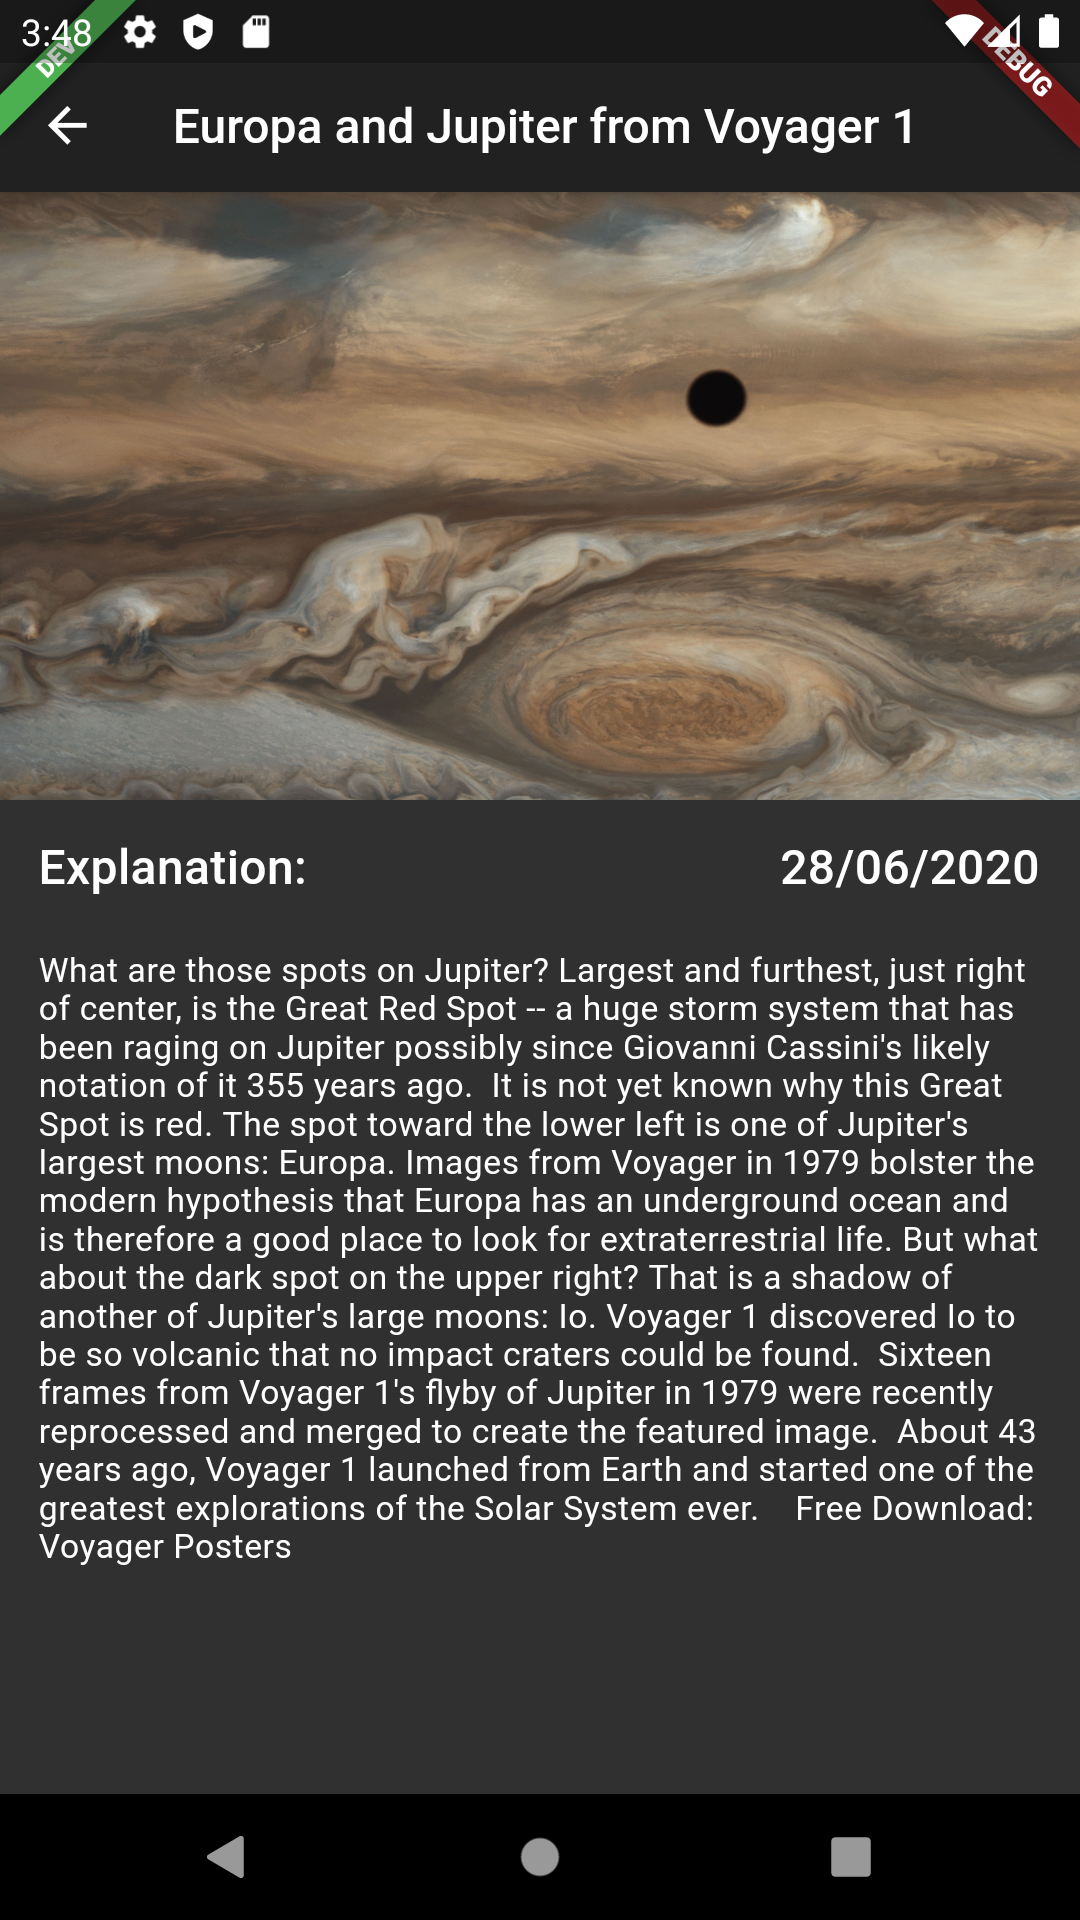 3:48
DEV
DEBUG
Europa and Jupiter from Voyager 1
Explanation:
28/06/2020
What are those spots on Jupiter? Largest and furthest, just right
of center, is the Great Red Spot -- a huge storm system that has
been raging on Jupiter possibly since Giovanni Cassini's likely
notation of it 355 years ago.  It is not yet known why this Great
Spot is red. The spot toward the lower left is one of Jupiter's
largest moons: Europa. Images from Voyager in 1979 bolster the
modern hypothesis that Europa has an underground ocean and
is therefore a good place to look for extraterrestrial life. But what
about the dark spot on the upper right? That is a shadow of
another of Jupiter's large moons: Io. Voyager 1 discovered Io to
be so volcanic that no impact craters could be found.  Sixteen
frames from Voyager 1's flyby of Jupiter in 1979 were recently
reprocessed and merged to create the featured image.  About 43
years ago, Voyager 1 launched from Earth and started one of the
greatest explorations of the Solar System ever.    Free Download:
Voyager Posters